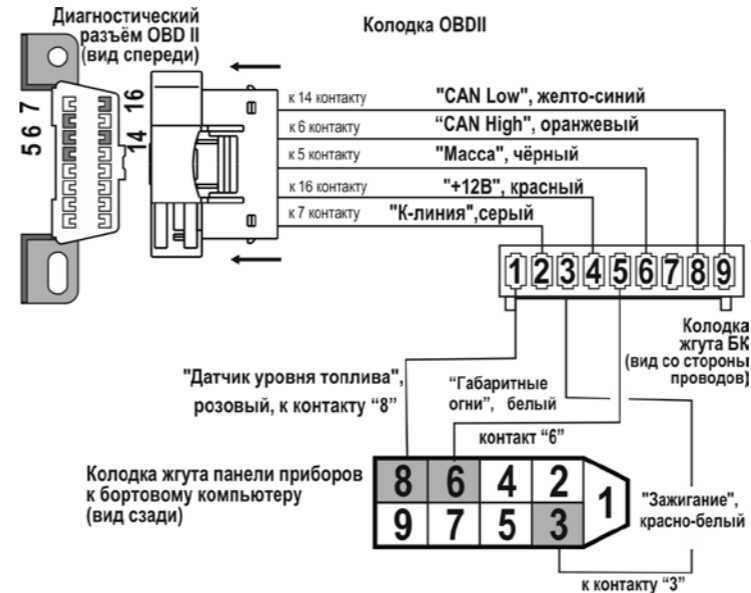 Диагностический
разъём OBD II
(вид спереди)
Колодка OBDII
5 6 7
16
14
к 14 контакту
"CAN Low", желто-синий
к 6 контакту
“CAN High", оранжевый
к 5 контакту
"Масса", чёрный
к 16 контакту
"+12В", красный
к 7 контакту
"К-линия",серый
1 2 3 4 5 6 7 8 9
Колодка
жгута БК
(вид со стороны
проводов)
"Датчик уровня топлива",
розовый, к контакту “8”
“Габаритные
огни”, белый
контакт “6”
Колодка жгута панели приборов
к бортовому компьютеру
(вид сзади)
8 6 4 2
1
9 7 5 3
"Зажигание",
красно-белый
к контакту “3”